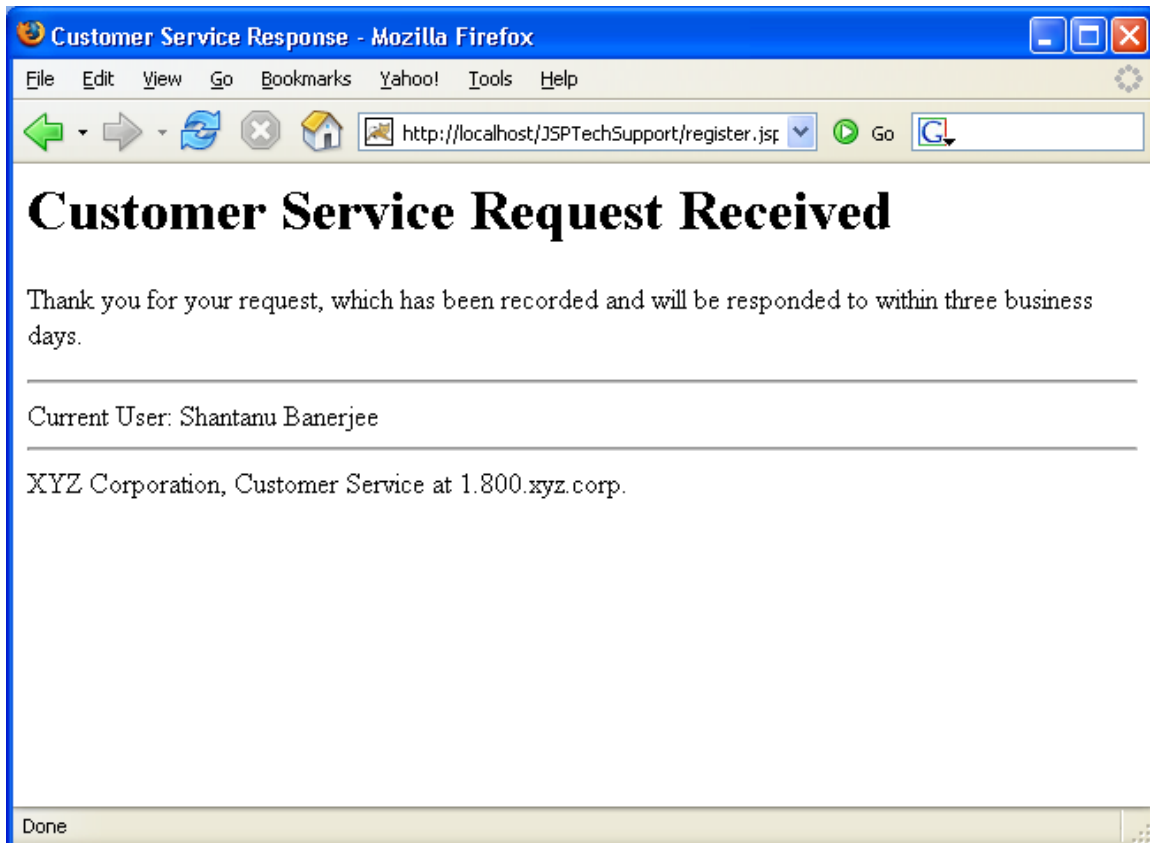 Customer Service Response - Mozilla Firefox
File Edit View Go Bookmarks Yahoo! Tools Help
http://localhost/JSPTechSupport/register.jsp Go G
Customer Service Request Received
Thank you for your request, which has been recorded and will be responded to within three business
days.
Current User: Shantanu Banerjee
XYZ Corporation, Customer Service at 1.800.xyz.corp.
Done